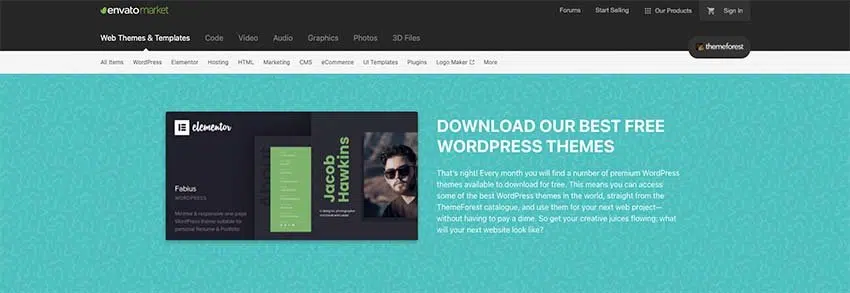 envato market
Forums Start Selling Our Products Sign In
Web Themes & Templates Code Video Audio Graphics Photos 3D Files
themeforest
All Items WordPress Elementor Hosting HTML Marketing CMS eCommerce UI Templates Plugins Logo Maker More
elementor
About
Jacob
Hawkins
Fabius
WORDPRESS
Minimal & responsive one page
WordPress theme suitable for
personal Resume & Portfolio
DOWNLOAD OUR BEST FREE
WORDPRESS THEMES
That's right! Every month you will find a number of premium WordPress
themes available to download for free. This means you can access
some of the best WordPress themes in the world, straight from the
ThemeForest catalogue, and use them for your next web project—
without having to pay a dime. So get your creative juices flowing; what
will your next website look like?